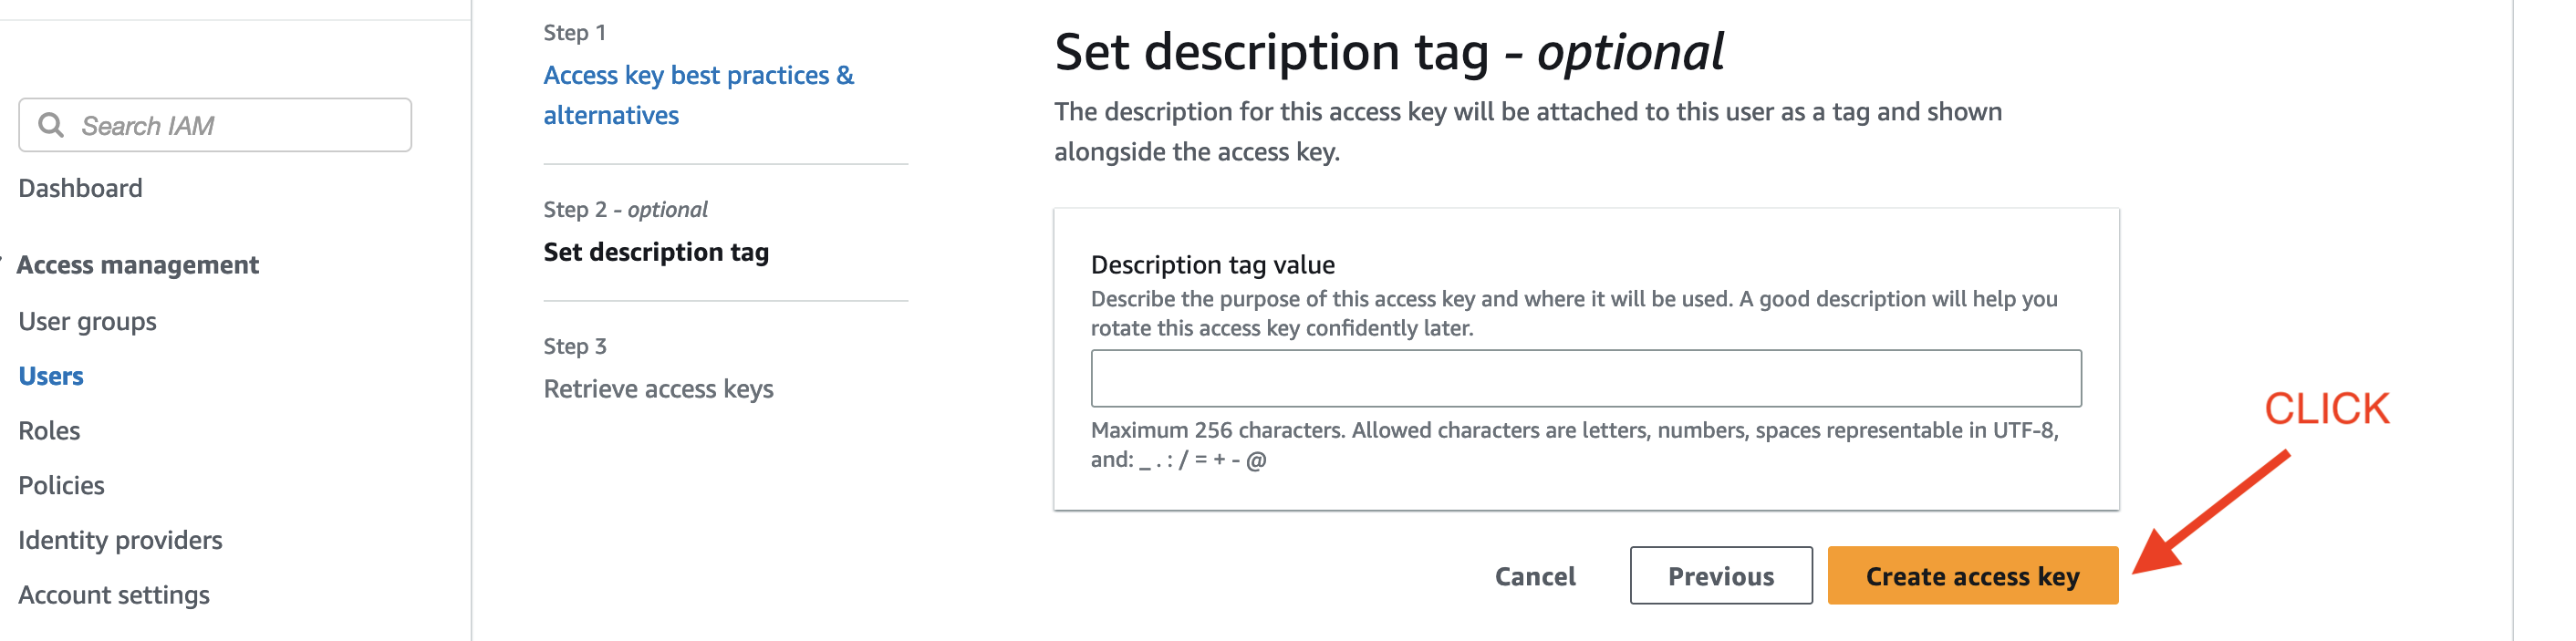 Search IAM
Dashboard
Access management
User groups
Users
Roles
Policies
Identity providers
Account settings
Step 1
Access key best practices &
alternatives
Step 2 - optional
Set description tag
Step 3
Retrieve access keys
Set description tag - optional
The description for this access key will be attached to this user as a tag and shown
alongside the access key.
Description tag value
Describe the purpose of this access key and where it will be used. A good description will help you
rotate this access key confidently later.
Maximum 256 characters. Allowed characters are letters, numbers, spaces representable in UTF-8,
and: _ . : / = + - @
Cancel
Previous
Create access key
CLICK